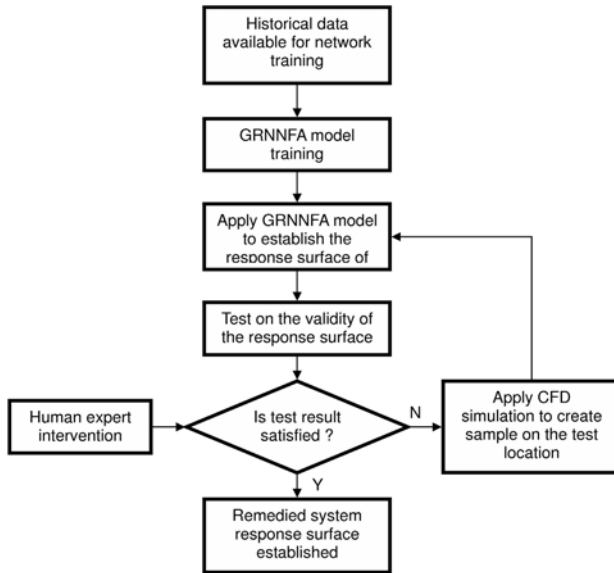 Historical data
available for network
training
GRNNFA model
training
Apply GRNNFA model
to establish the
response surface of
Test on the validity of
the response surface
Human expert
intervention
Is test result
satisfied ?
N
Apply CFD
simulation to create
sample on the test
location
Y
Remedied system
response surface
established